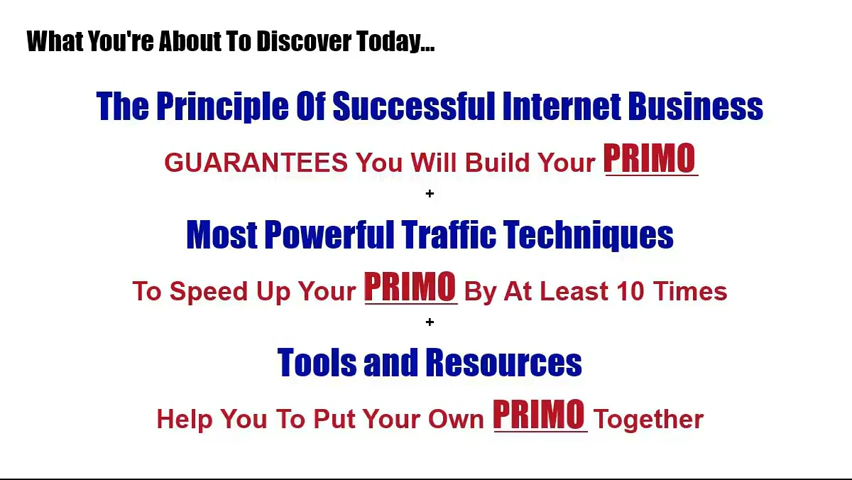 What You're About To Discover Today...
The Principle Of Successful Internet Business
GUARANTEES You Will Build Your PRIMO
+
Most Powerful Traffic Techniques
To Speed Up Your PRIMO By At Least 10 Times
+
Tools and Resources
Help You To Put Your Own PRIMO Together